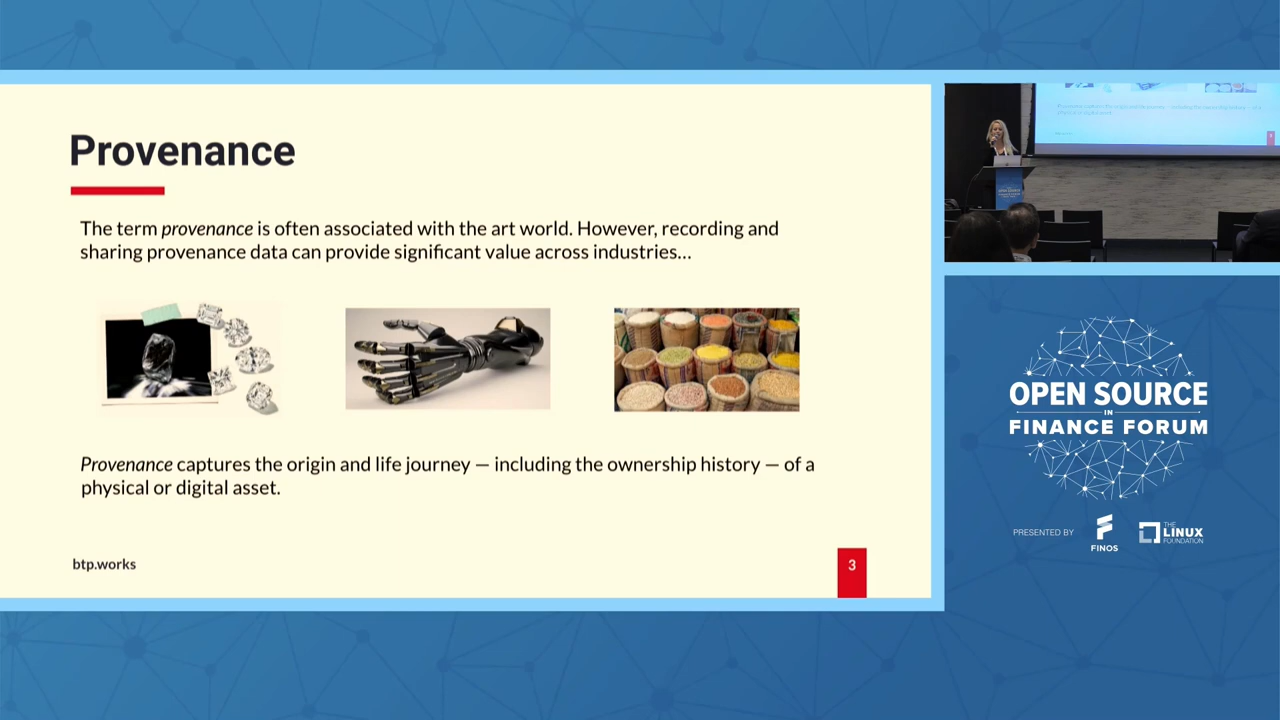 Provenance
The term provenance is often associated with the art world. However, recording and
sharing provenance data can provide significant value across industries...
Provenance captures the origin and life journey — including the ownership history — of a
physical or digital asset.
btp.works
3
OPEN SOURCE
IN
FINANCE FORUM
PRESENTED BY
FINOS
THE
LINUX
FOUNDATION